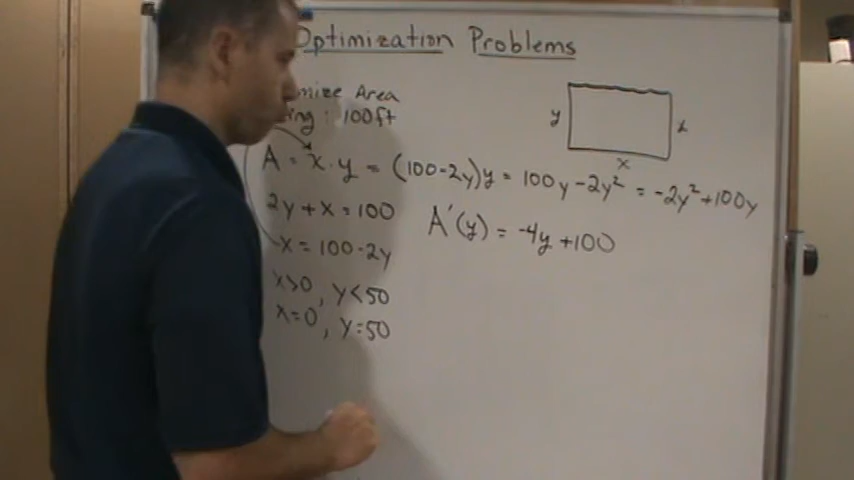 Optimization Problems
mize Area
ing : 100ft
y
x
A = x · y = (100-2y)y = 100y - 2y² = -2y² + 100y
2y + x = 100
A'(y) = -4y + 100
x = 100 - 2y
x>0, y<50
x=0, y=50